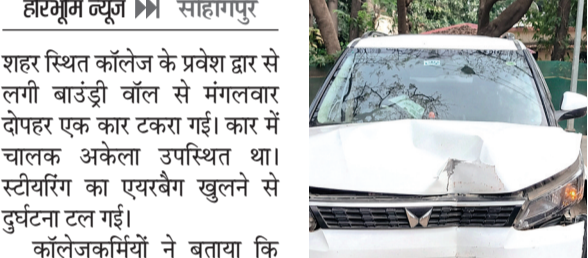 हरिभूमि न्यूज ▶▶ सोहागपुर
शहर स्थित कॉलेज के प्रवेश द्वार से
लगी बाउंड्री वॉल से मंगलवार
दोपहर एक कार टकरा गई। कार में
चालक अकेला उपस्थित था।
स्टीयरिंग का एयरबैग खुलने से
दुर्घटना टल गई।
कॉलेजकर्मियों ने बताया कि